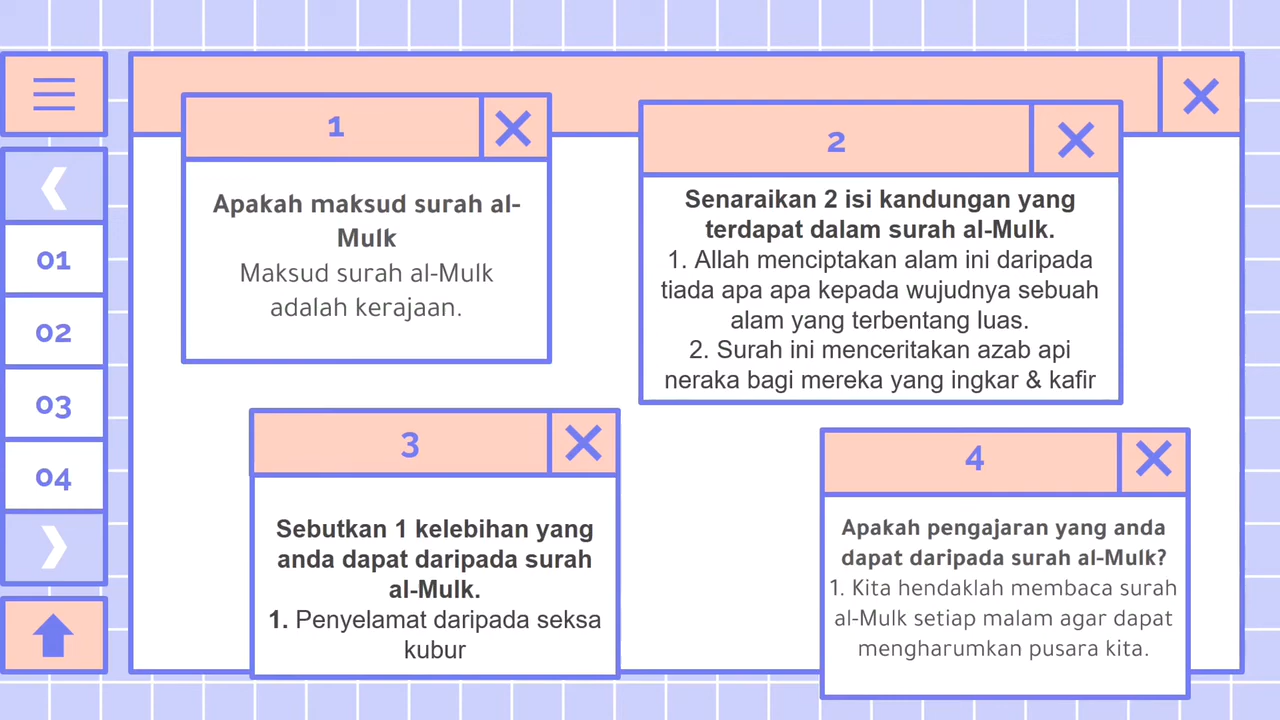 01
02
03
04
1
Apakah maksud surah al-
Mulk
Maksud surah al-Mulk
adalah kerajaan.
2
Senaraikan 2 isi kandungan yang
terdapat dalam surah al-Mulk.
1. Allah menciptakan alam ini daripada
tiada apa apa kepada wujudnya sebuah
alam yang terbentang luas.
2. Surah ini menceritakan azab api
neraka bagi mereka yang ingkar & kafir
3
Sebutkan 1 kelebihan yang
anda dapat daripada surah
al-Mulk.
1. Penyelamat daripada seksa
kubur
4
Apakah pengajaran yang anda
dapat daripada surah al-Mulk?
1. Kita hendaklah membaca surah
al-Mulk setiap malam agar dapat
mengharumkan pusara kita.